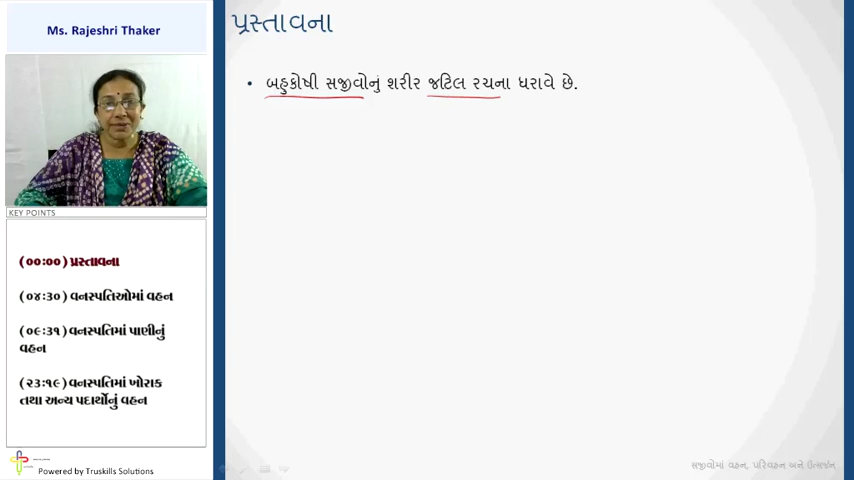 Ms. Rajeshri Thaker
પ્રસ્તાવના
• બહુકોષી સજીવોનું શરીર જટિલ રચના ધરાવે છે.
KEY POINTS
(૦૦:૦૦) પ્રસ્તાવના
(૦૪:૩૦) વનસ્પતિઓમાં વહન
(૦૯:૩૧) વનસ્પતિમાં પાણીનું
વહન
(૨૩:૧૯) વનસ્પતિમાં ખોરાક
તથા અન્ય પદાર્થોનું વહન
Powered by Truskills Solutions
સજીવોમાં વહન, પરિવહન અને ઉત્સર્જન